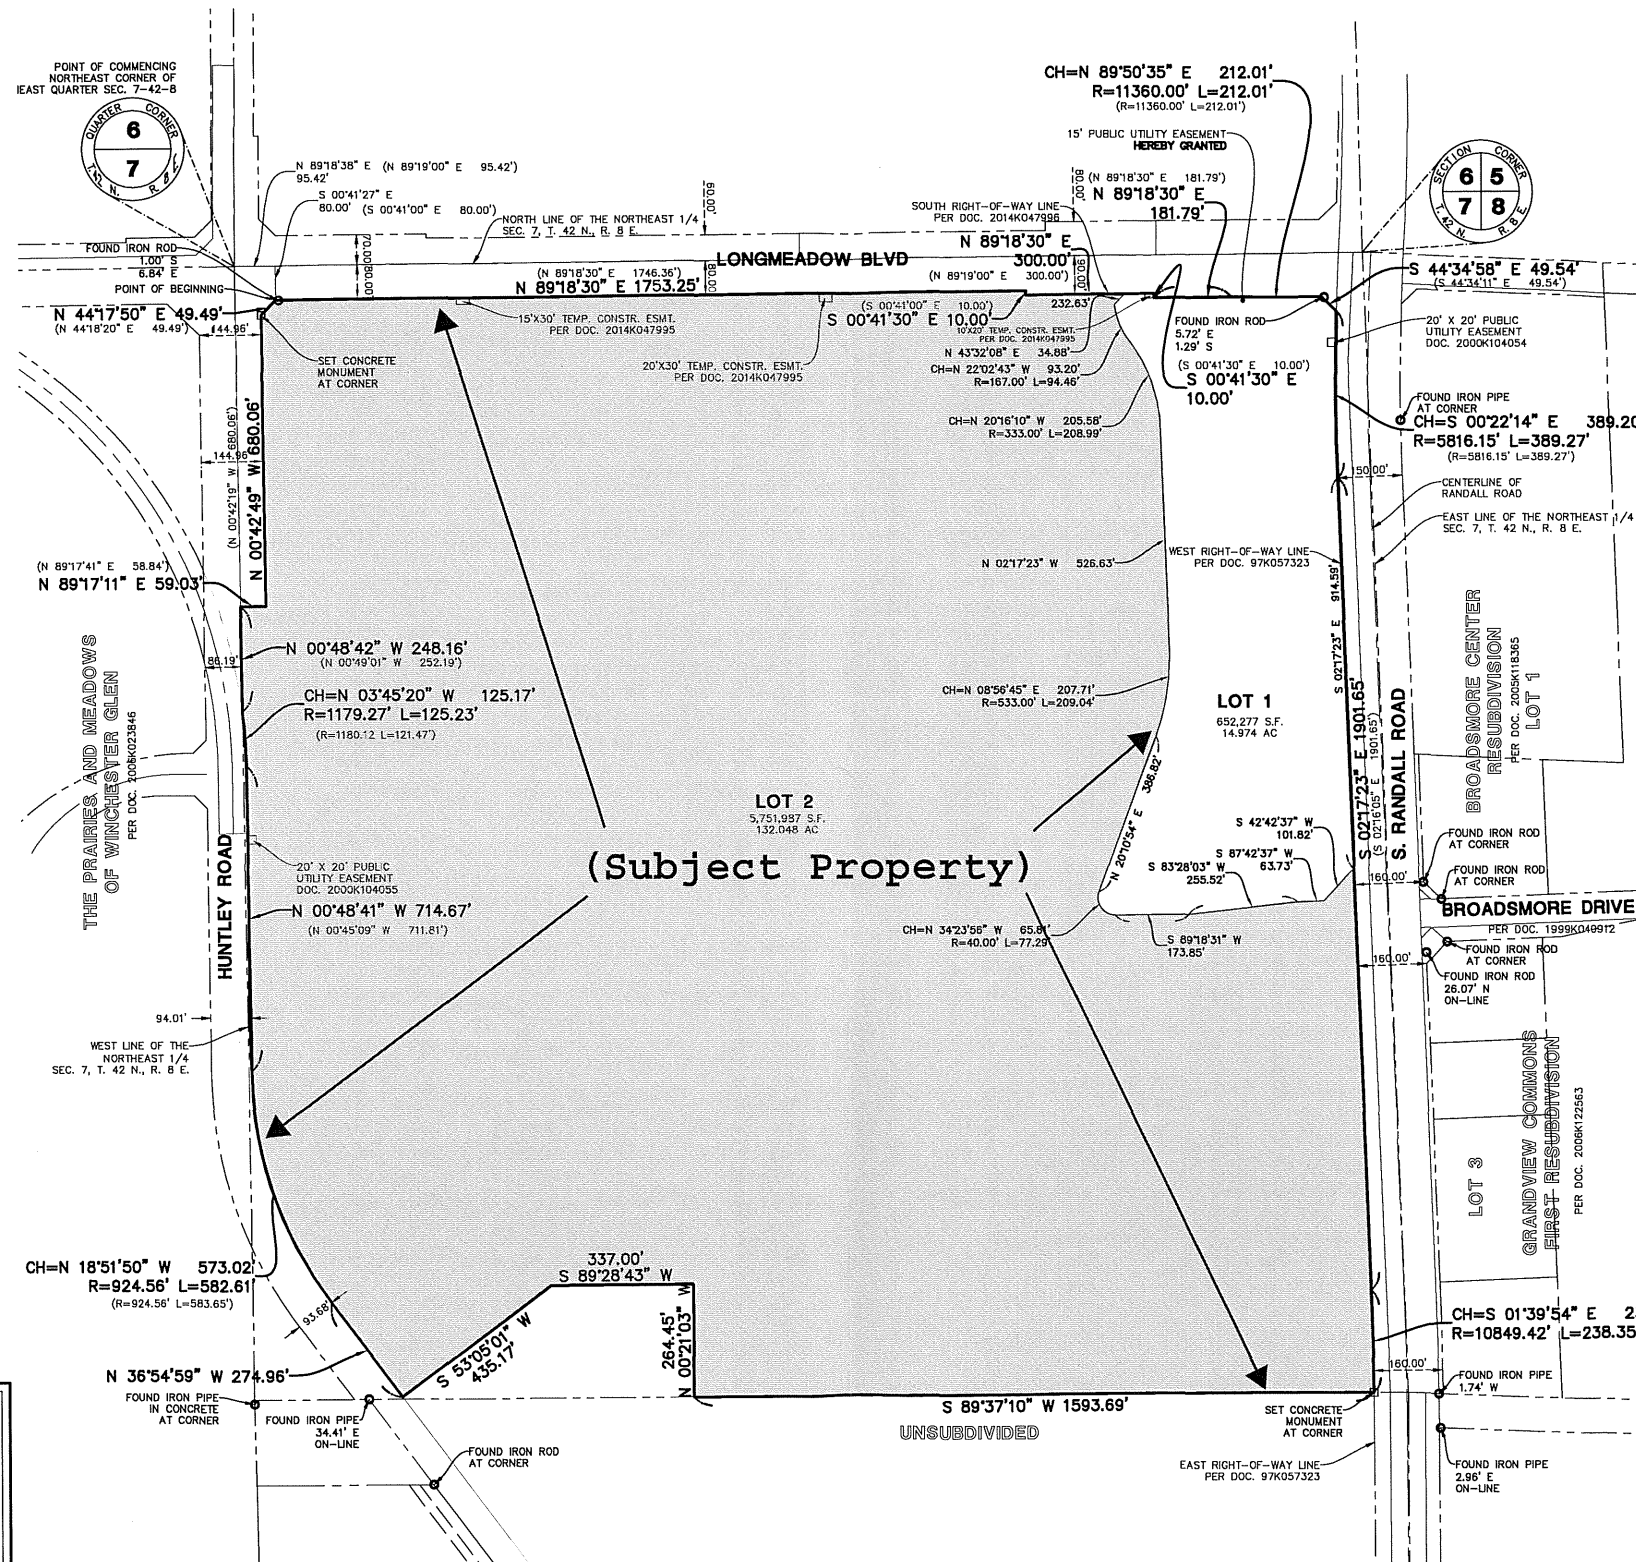 POINT OF COMMENCING
NORTHEAST CORNER OF
EAST QUARTER SEC. 7-42-8
QUARTER CORNER
6
7
T. 42 N. R. 8 E.
N 89°18'38" E (N 89°19'00" E 95.42')
95.42'
S 00°41'27" E
80.00' (S 00°41'00" E 80.00')
NORTH LINE OF THE NORTHEAST 1/4
SEC. 7, T. 42 N., R. 8 E.
60.00'
70.00'
80.00'
80.00'
FOUND IRON ROD
1.00' S
6.84' E
POINT OF BEGINNING
LONGMEADOW BLVD
(N 89°18'30" E 1746.36')
N 89°18'30" E 1753.25'
CH=N 89°50'35" E 212.01'
R=11360.00' L=212.01'
(R=11360.00' L=212.01')
15' PUBLIC UTILITY EASEMENT
HEREBY GRANTED
80.00'
(N 89°18'30" E 181.79')
N 89°18'30" E
181.79'
SOUTH RIGHT-OF-WAY LINE
PER DOC. 2014K047996
N 89°18'30" E
300.00'
(N 89°19'00" E 300.00')
90.00'
SECTION CORNER
6 5
7 8
T. 42 N. R. 8 E.
S 44°34'58" E 49.54'
(S 44°34'11" E 49.54')
N 44°17'50" E 49.49'
(N 44°18'20" E 49.49')
144.96'
15'X30' TEMP. CONSTR. ESMT.
PER DOC. 2014K047995
(S 00°41'00" E 10.00')
S 00°41'30" E 10.00'
232.63'
10'X20' TEMP. CONSTR. ESMT.
PER DOC. 2014K047995
FOUND IRON ROD
5.72' E
1.29' S
20' X 20' PUBLIC
UTILITY EASEMENT
DOC. 2000K104054
SET CONCRETE
MONUMENT
AT CORNER
20'X30' TEMP. CONSTR. ESMT.
PER DOC. 2014K047995
N 43°32'08" E 34.88'
CH=N 22°02'43" W 93.20'
R=167.00' L=94.46'
(S 00°41'30" E 10.00')
S 00°41'30" E
10.00'
CH=N 20°16'10" W 205.58'
R=333.00' L=208.99'
FOUND IRON PIPE
AT CORNER
CH=S 00°22'14" E 389.20
R=5816.15' L=389.27'
(R=5816.15' L=389.27')
144.96'
(N 00°42'19" W 680.06')
N 00°42'49" W 680.06'
150.00'
CENTERLINE OF
RANDALL ROAD
EAST LINE OF THE NORTHEAST 1/4
SEC. 7, T. 42 N., R. 8 E.
(N 89°17'41" E 58.84')
N 89°17'11" E 59.03'
N 02°17'23" W 526.63'
WEST RIGHT-OF-WAY LINE
PER DOC. 97K057323
S 02°17'23" E 914.59'
BROADSMORE CENTER
RESUBDIVISION
PER DOC. 2005K118365
LOT 1
THE PRAIRIES AND MEADOWS
OF WINCHESTER GLEN
PER DOC. 2006K023846
86.19'
N 00°48'42" W 248.16'
(N 00°49'01" W 252.19')
CH=N 03°45'20" W 125.17'
R=1179.27' L=125.23'
(R=1180.12 L=121.47')
CH=N 08°56'45" E 207.71'
R=533.00' L=209.04'
LOT 1
652,277 S.F.
14.974 AC
N 20°10'54" E 386.82'
S 02°17'23" E 1901.65'
(S 02°16'05" E 1901.65')
S. RANDALL ROAD
LOT 2
5,751,987 S.F.
132.048 AC
(Subject Property)
S 42°42'37" W
101.82'
S 87°42'37" W
63.73'
S 83°28'03" W
255.52'
FOUND IRON ROD
AT CORNER
FOUND IRON ROD
AT CORNER
160.00'
BROADSMORE DRIVE
PER DOC. 1999K040912
HUNTLEY ROAD
20' X 20' PUBLIC
UTILITY EASEMENT
DOC. 2000K104055
N 00°48'41" W 714.67'
(N 00°45'09" W 711.81')
CH=N 34°23'56" W 65.81'
R=40.00' L=77.29'
S 89°18'31" W
173.85'
FOUND IRON ROD
AT CORNER
160.00'
FOUND IRON ROD
26.07' N
ON-LINE
94.01'
WEST LINE OF THE
NORTHEAST 1/4
SEC. 7, T. 42 N., R. 8 E.
GRANDVIEW COMMONS
FIRST RESUBDIVISION
PER DOC. 2006K122563
LOT 3
CH=N 18°51'50" W 573.02'
R=924.56' L=582.61'
(R=924.56' L=583.65')
93.68'
337.00'
S 89°28'43" W
S 53°05'01" W
435.17'
264.45'
N 00°21'03" W
CH=S 01°39'54" E 2
R=10849.42' L=238.35
N 36°54'59" W 274.96'
FOUND IRON PIPE
IN CONCRETE
AT CORNER
FOUND IRON PIPE
34.41' E
ON-LINE
FOUND IRON ROD
AT CORNER
S 89°37'10" W 1593.69'
UNSUBDIVIDED
SET CONCRETE
MONUMENT
AT CORNER
160.00'
FOUND IRON PIPE
1.74' W
EAST RIGHT-OF-WAY LINE
PER DOC. 97K057323
FOUND IRON PIPE
2.96' E
ON-LINE